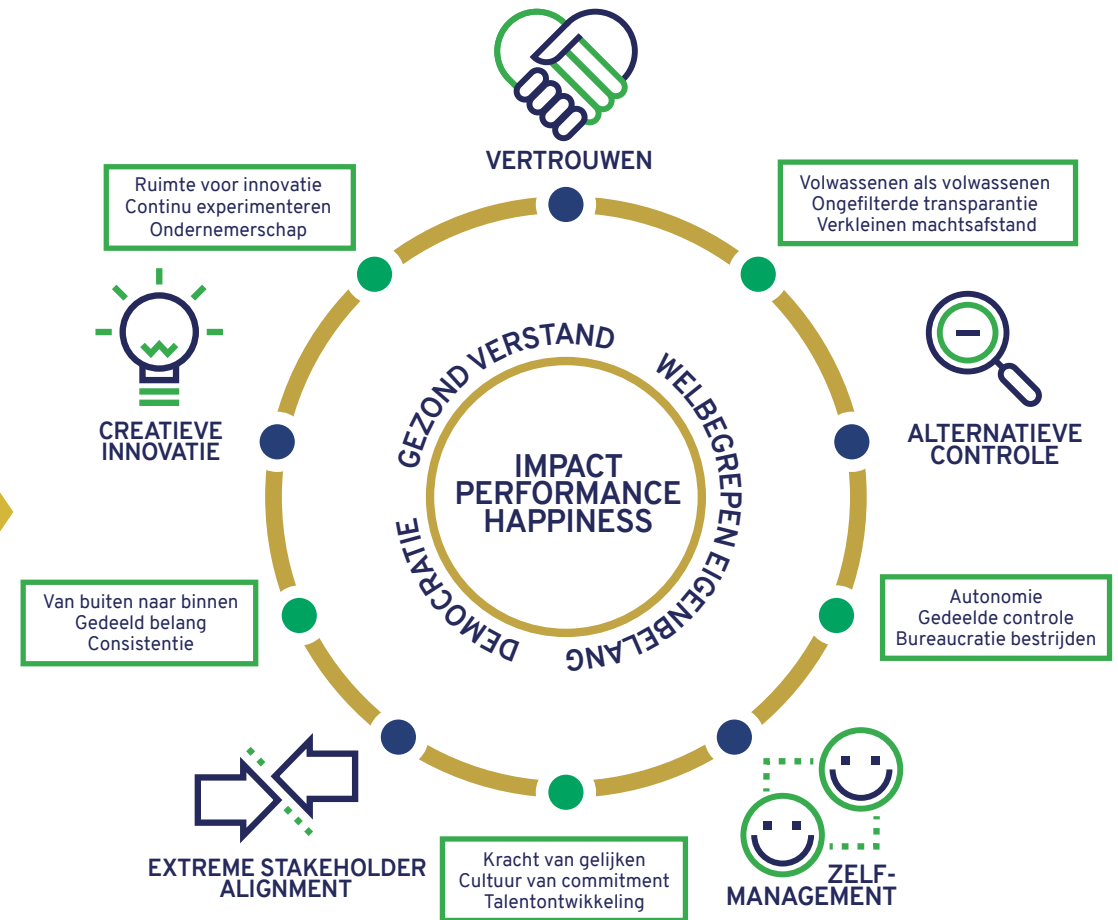 VERTROUWEN
Ruimte voor innovatie
Continu experimenteren
Ondernemerschap
Volwassenen als volwassenen
Ongefilterde transparantie
Verkleinen machtsafstand
CREATIEVE
INNOVATIE
GEZOND VERSTAND
WELBEGREPEN EIGENBELANG
DEMOCRATIE
IMPACT
PERFORMANCE
HAPPINESS
ALTERNATIEVE
CONTROLE
Van buiten naar binnen
Gedeeld belang
Consistentie
Autonomie
Gedeelde controle
Bureaucratie bestrijden
EXTREME STAKEHOLDER
ALIGNMENT
Kracht van gelijken
Cultuur van commitment
Talentontwikkeling
ZELF-
MANAGEMENT